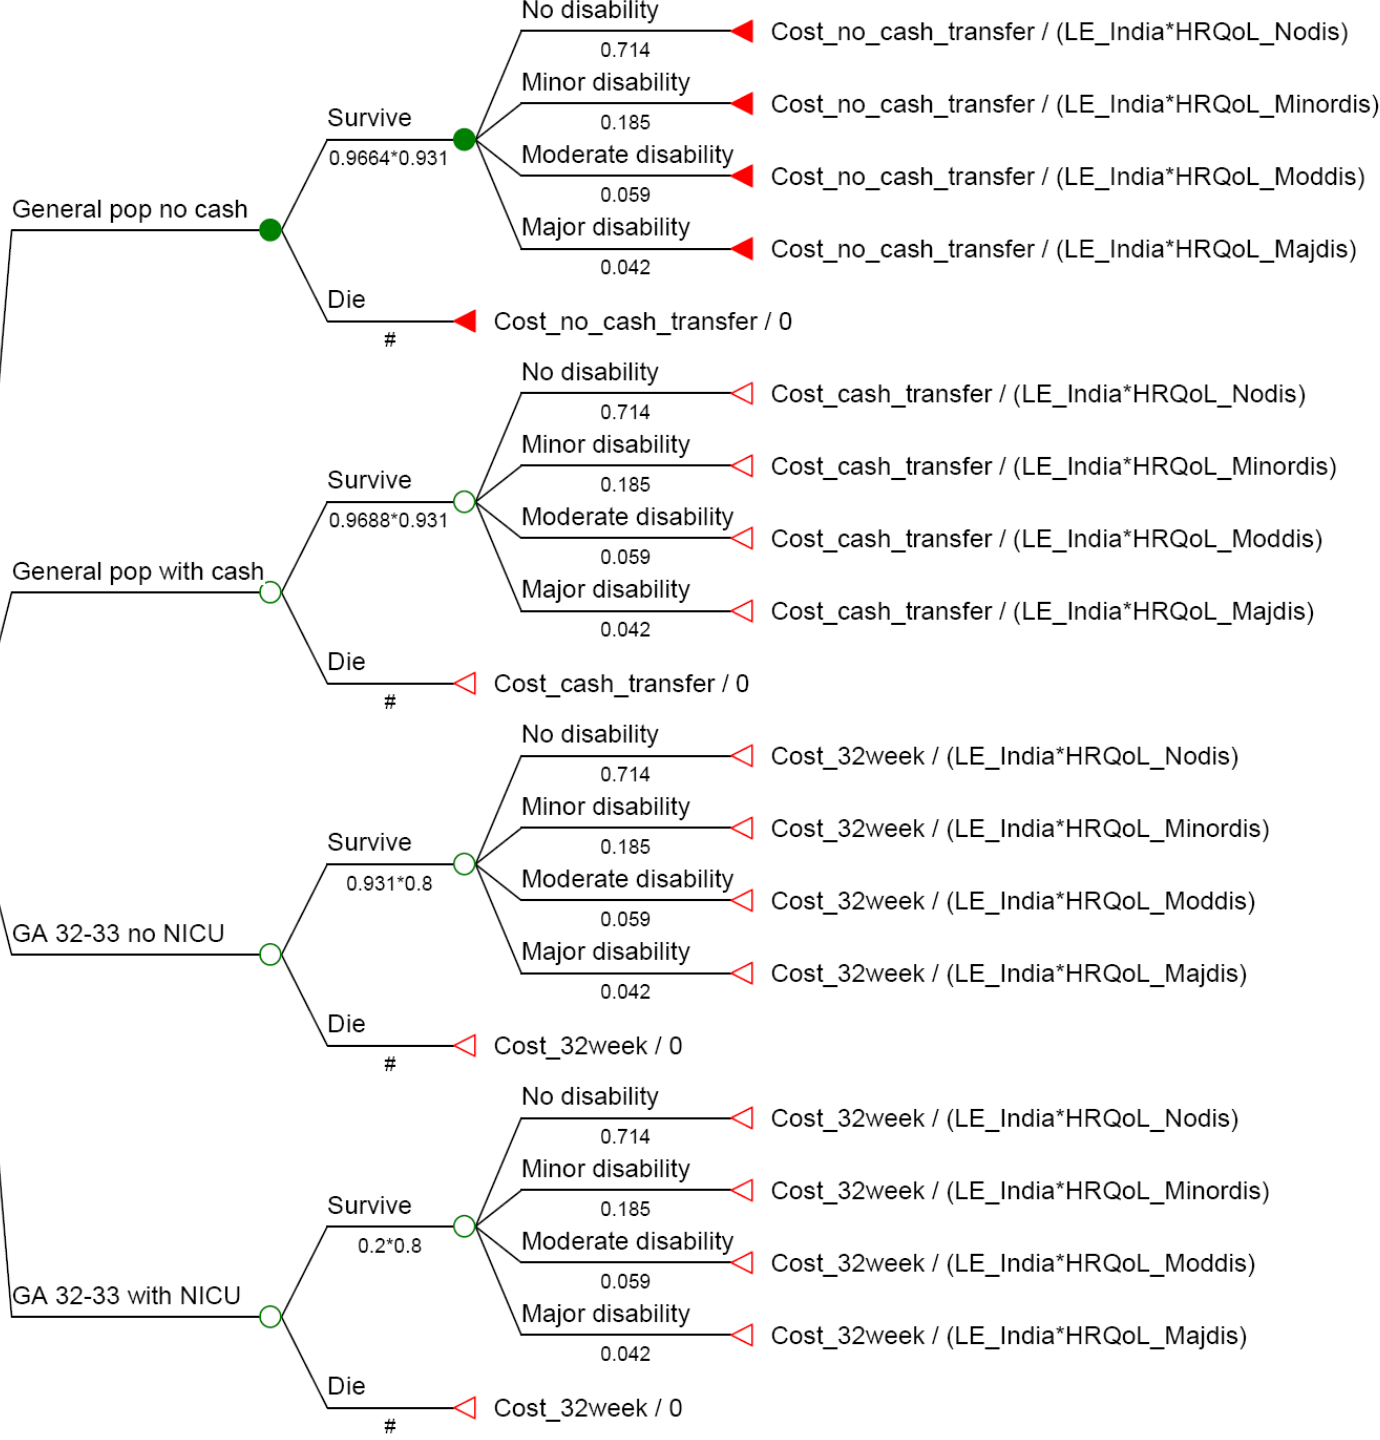 No disability
0.714
Cost_no_cash_transfer / (LE_India*HRQoL_Nodis)
Minor disability
0.185
Cost_no_cash_transfer / (LE_India*HRQoL_Minordis)
Survive
0.9664*0.931
Moderate disability
0.059
Cost_no_cash_transfer / (LE_India*HRQoL_Moddis)
General pop no cash
Major disability
0.042
Cost_no_cash_transfer / (LE_India*HRQoL_Majdis)
Die
#
Cost_no_cash_transfer / 0
No disability
0.714
Cost_cash_transfer / (LE_India*HRQoL_Nodis)
Minor disability
0.185
Cost_cash_transfer / (LE_India*HRQoL_Minordis)
Survive
0.9688*0.931
Moderate disability
0.059
Cost_cash_transfer / (LE_India*HRQoL_Moddis)
General pop with cash
Major disability
0.042
Cost_cash_transfer / (LE_India*HRQoL_Majdis)
Die
#
Cost_cash_transfer / 0
No disability
0.714
Cost_32week / (LE_India*HRQoL_Nodis)
Minor disability
0.185
Cost_32week / (LE_India*HRQoL_Minordis)
Survive
0.931*0.8
Moderate disability
0.059
Cost_32week / (LE_India*HRQoL_Moddis)
GA 32-33 no NICU
Major disability
0.042
Cost_32week / (LE_India*HRQoL_Majdis)
Die
#
Cost_32week / 0
No disability
0.714
Cost_32week / (LE_India*HRQoL_Nodis)
Minor disability
0.185
Cost_32week / (LE_India*HRQoL_Minordis)
Survive
0.2*0.8
Moderate disability
0.059
Cost_32week / (LE_India*HRQoL_Moddis)
GA 32-33 with NICU
Major disability
0.042
Cost_32week / (LE_India*HRQoL_Majdis)
Die
#
Cost_32week / 0